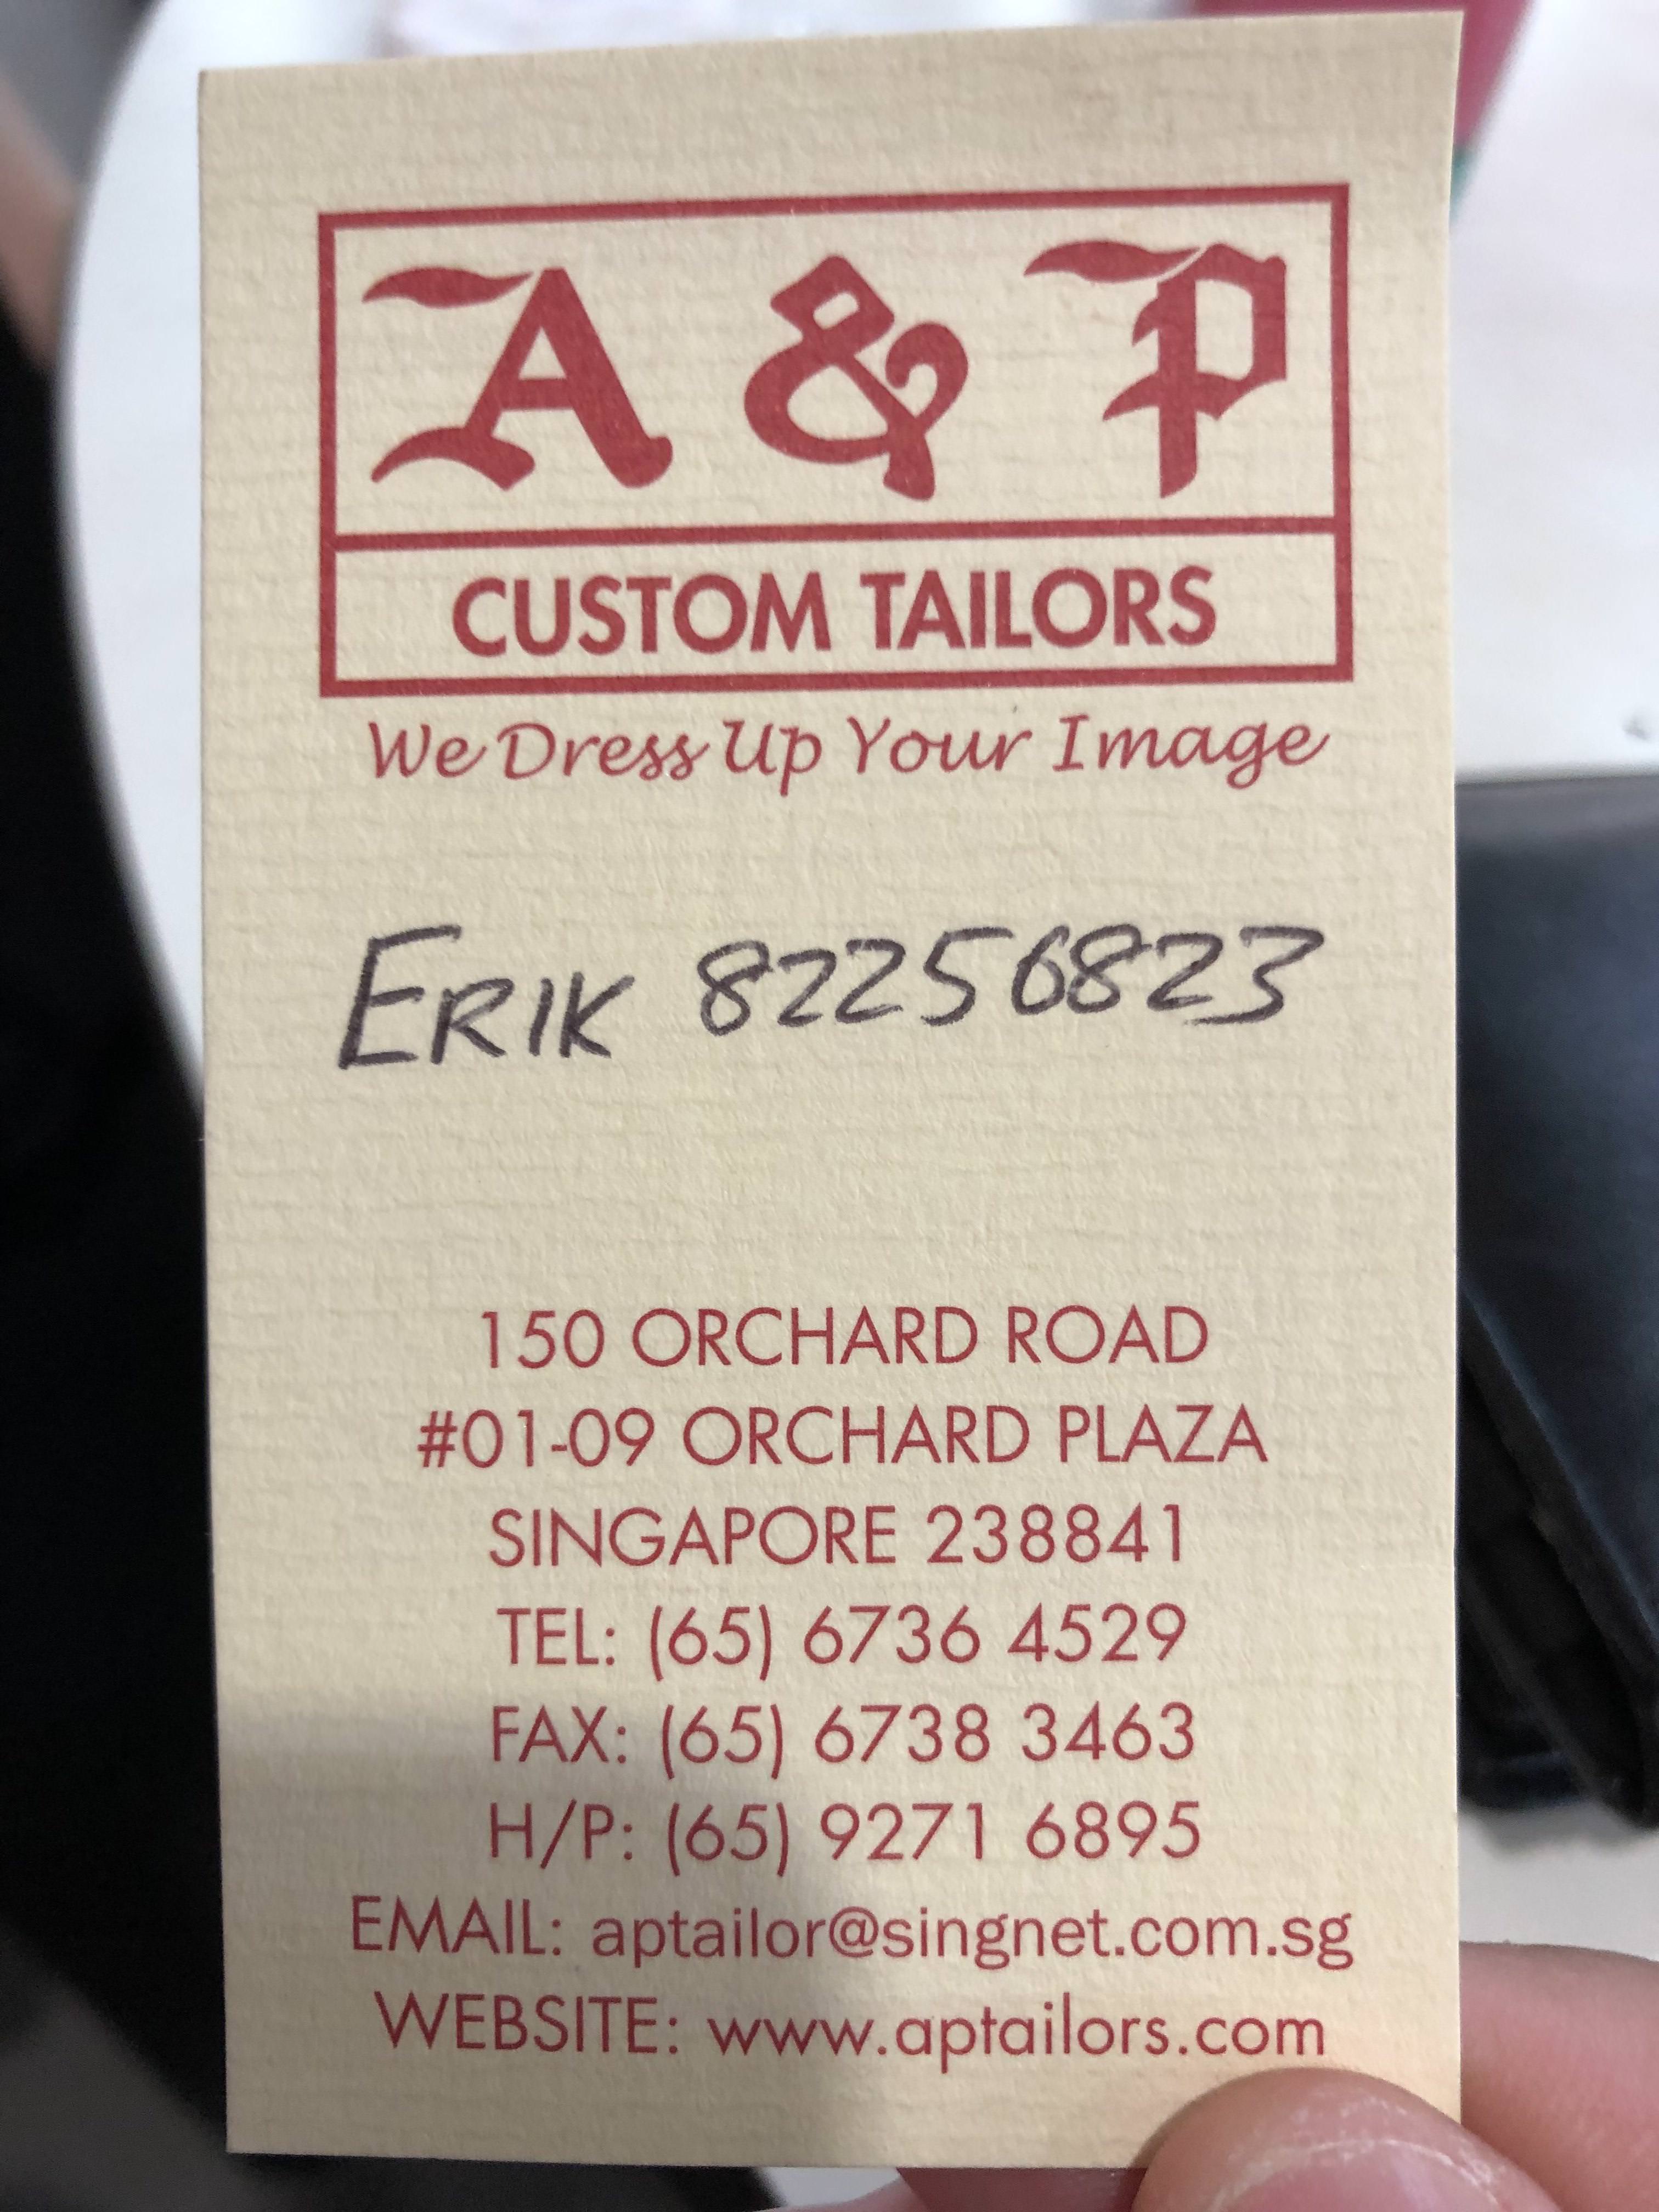 A & P
CUSTOM TAILORS
We Dress Up Your Image
ERIK 82256823
150 ORCHARD ROAD
#01-09 ORCHARD PLAZA
SINGAPORE 238841
TEL: (65) 6736 4529
FAX: (65) 6738 3463
H/P: (65) 9271 6895
EMAIL: aptailor@singnet.com.sg
WEBSITE: www.aptailors.com